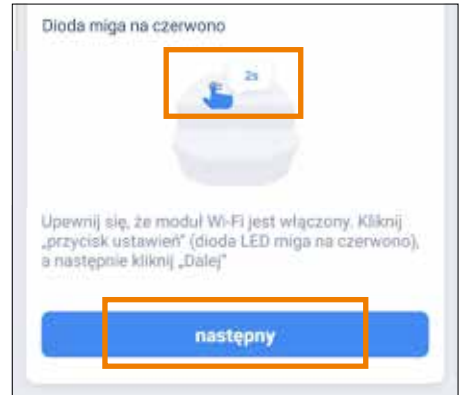 Dioda miga na czerwono
2s
Upewnij się, że moduł Wi-Fi jest włączony. Kliknij
„przycisk ustawień" (dioda LED miga na czerwono),
a następnie kliknij „Dalej"
następny